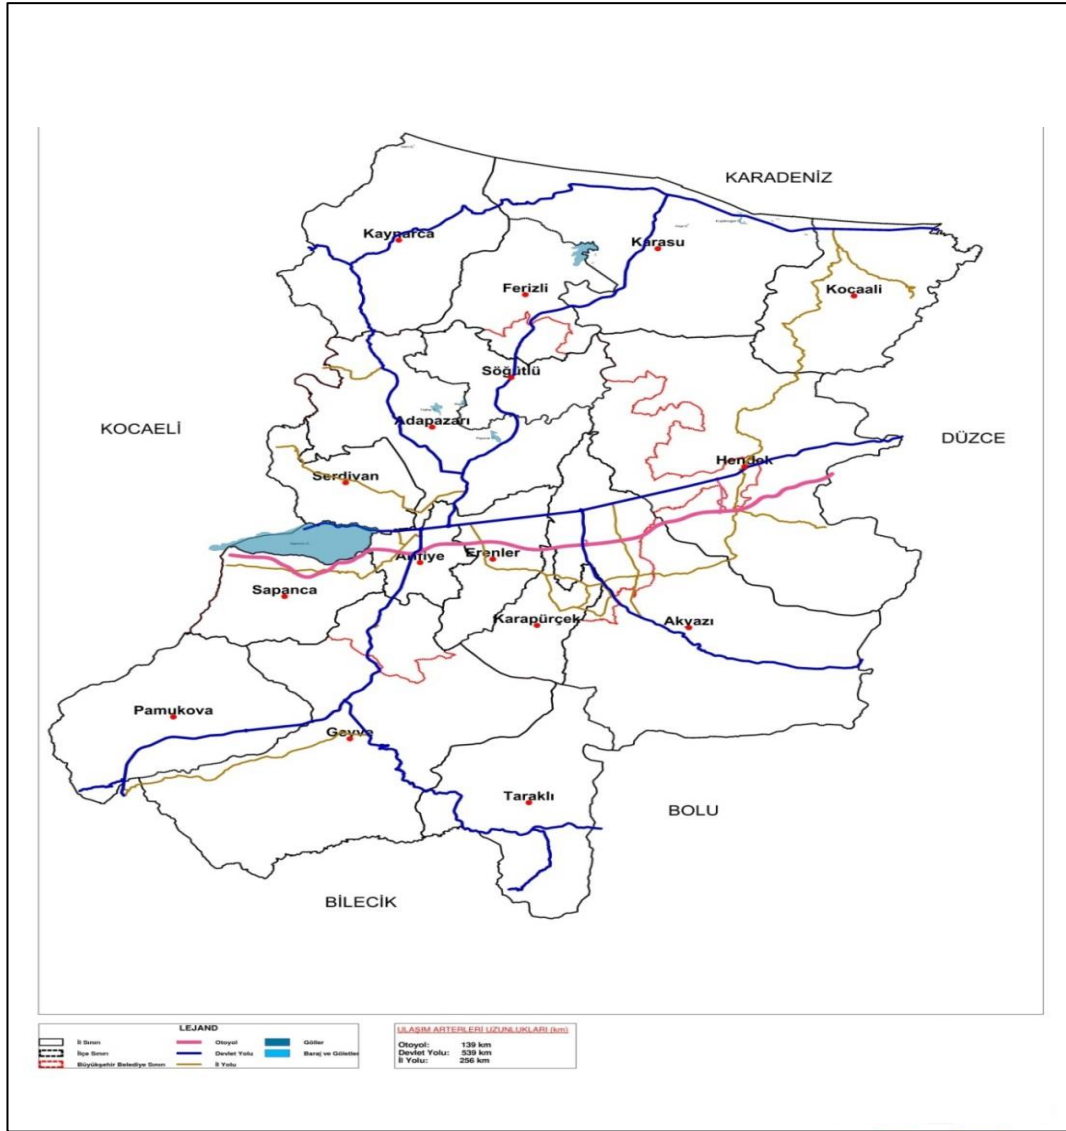 KARADENİZ
Kaynarca
Karasu
Ferizli
Kocaali
Söğütlü
Adapazarı
KOCAELİ
DÜZCE
Hendek
Serdivan
Arifiye
Erenler
Sapanca
Karapürçek
Akyazı
Pamukova
Geyve
Taraklı
BOLU
BİLECİK
LEJAND
İl Sınırı
Otoyol
Göller
İlçe Sınırı
Devlet Yolu
Baraj ve Göletler
Büyükşehir Belediye Sınırı
İl Yolu
ULAŞIM ARTERLERİ UZUNLUKLARI (km)
Otoyol: 139 km
Devlet Yolu: 539 km
İl Yolu: 256 km